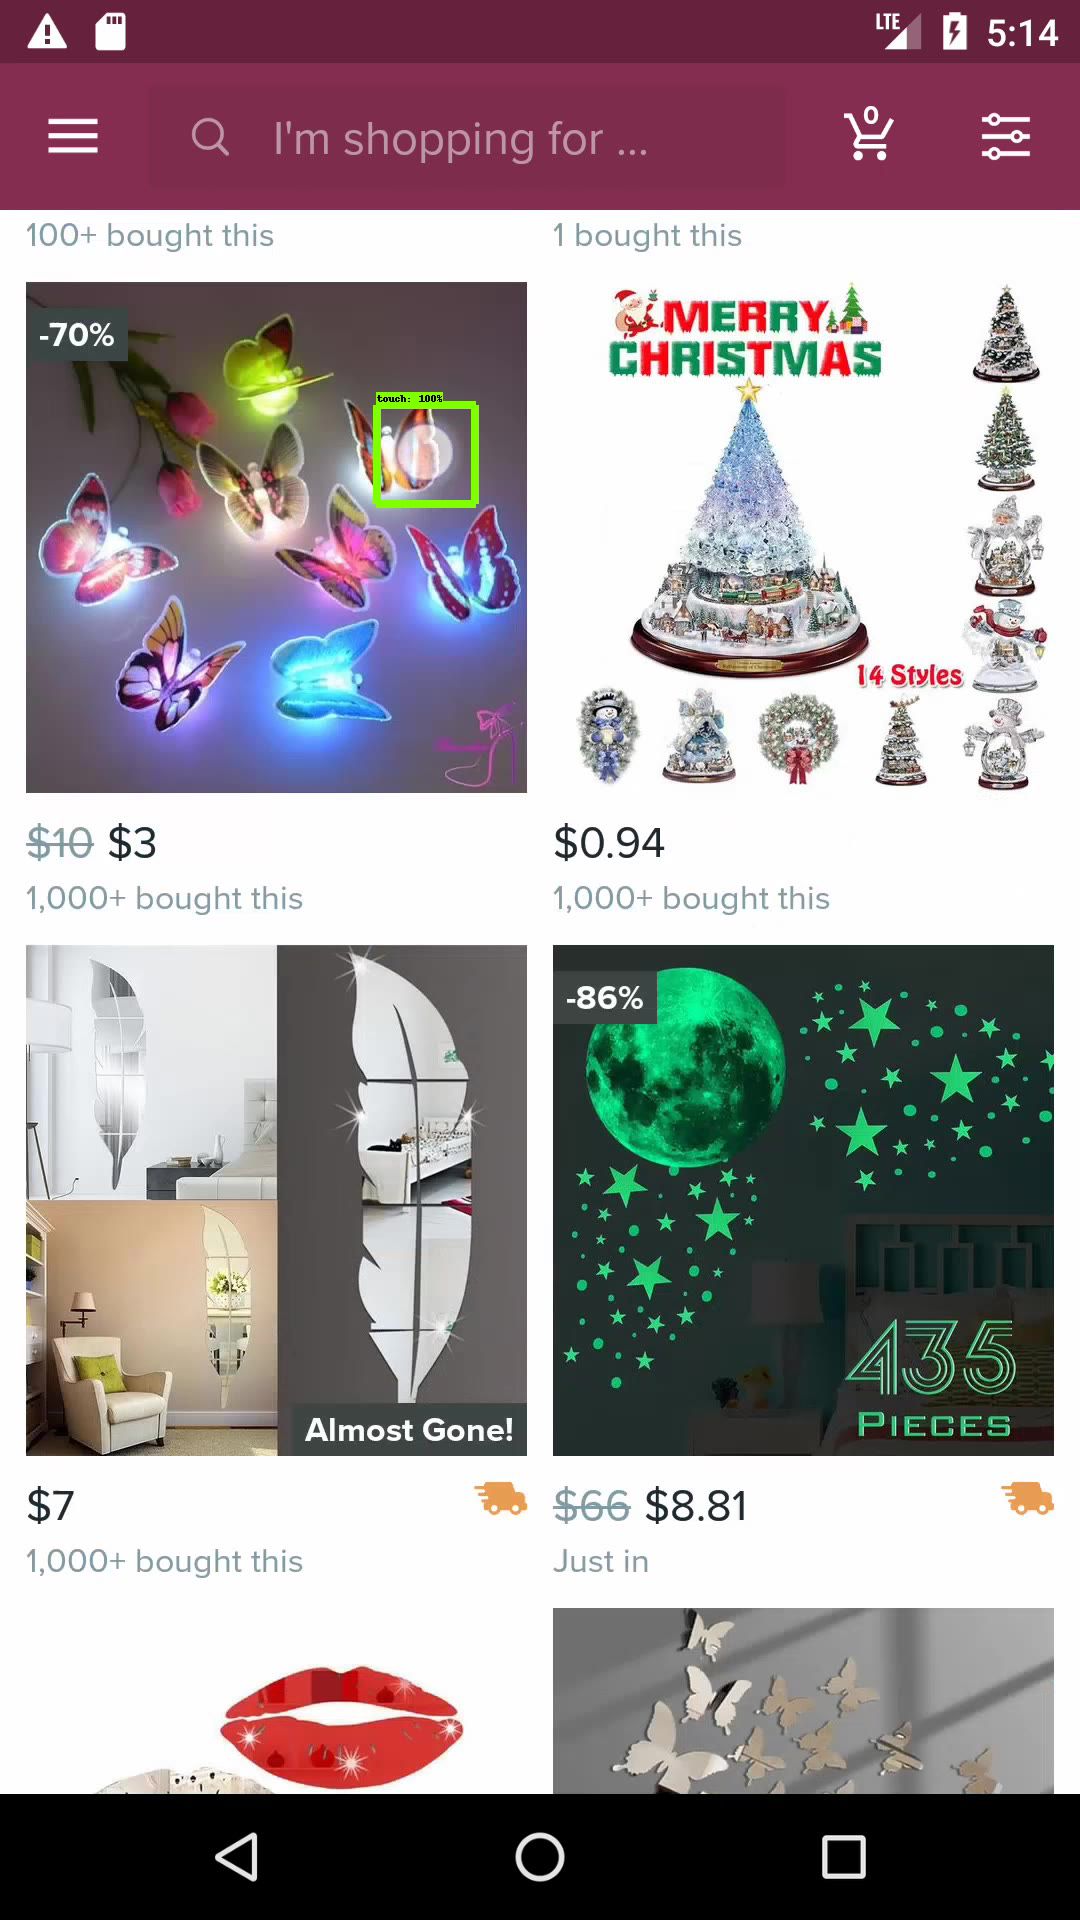 LTE 5:14
I'm shopping for ...
0
100+ bought this
1 bought this
-70%
touch: 100%
MERRY
CHRISTMAS
14 Styles
$10 $3
1,000+ bought this
$0.94
1,000+ bought this
-86%
435
PIECES
Almost Gone!
$7
1,000+ bought this
$66 $8.81
Just in